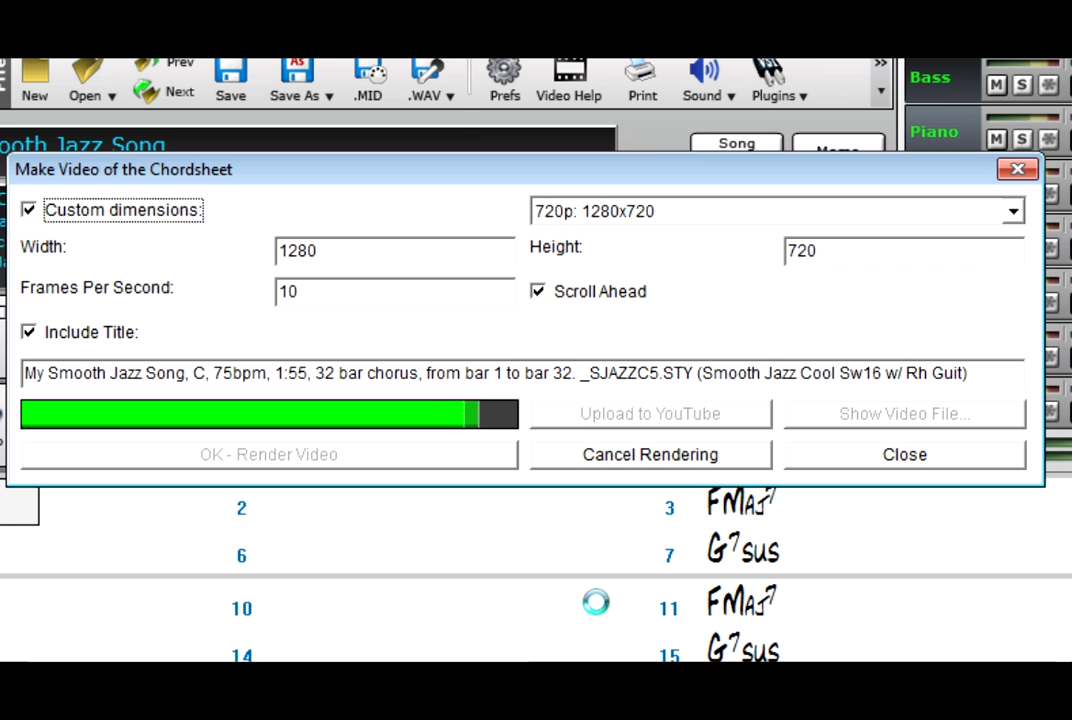 Prev
Next
New Open Save Save As .MID .WAV Prefs Video Help Print Sound Plugins »
AS
Bass
M S
Piano
M S
ooth Jazz Song
Song
Make Video of the Chordsheet
Custom dimensions:
720p: 1280x720
Width: 1280 Height: 720
Frames Per Second: 10 Scroll Ahead
Include Title:
My Smooth Jazz Song, C, 75bpm, 1:55, 32 bar chorus, from bar 1 to bar 32. _SJAZZC5.STY (Smooth Jazz Cool Sw16 w/ Rh Guit)
Upload to YouTube Show Video File...
OK - Render Video Cancel Rendering Close
2 3 FMAJ7
6 7 G7sus
10 11 FMAJ7
14 15 G7sus